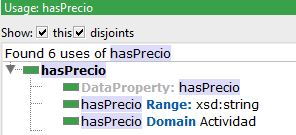 Usage: hasPrecio
Show: this disjoints
Found 6 uses of hasPrecio
hasPrecio
DataProperty: hasPrecio
hasPrecio Range: xsd:string
hasPrecio Domain Actividad